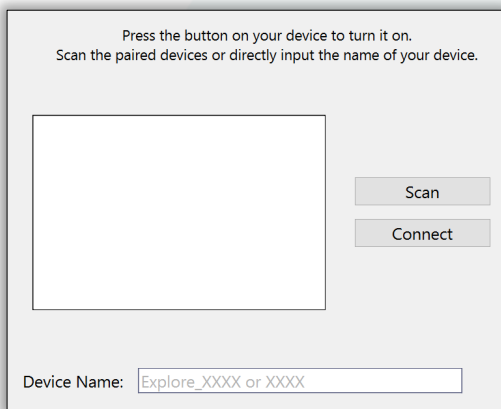 Press the button on your device to turn it on.
Scan the paired devices or directly input the name of your device.
Scan
Connect
Device Name: Explore_XXXX or XXXX